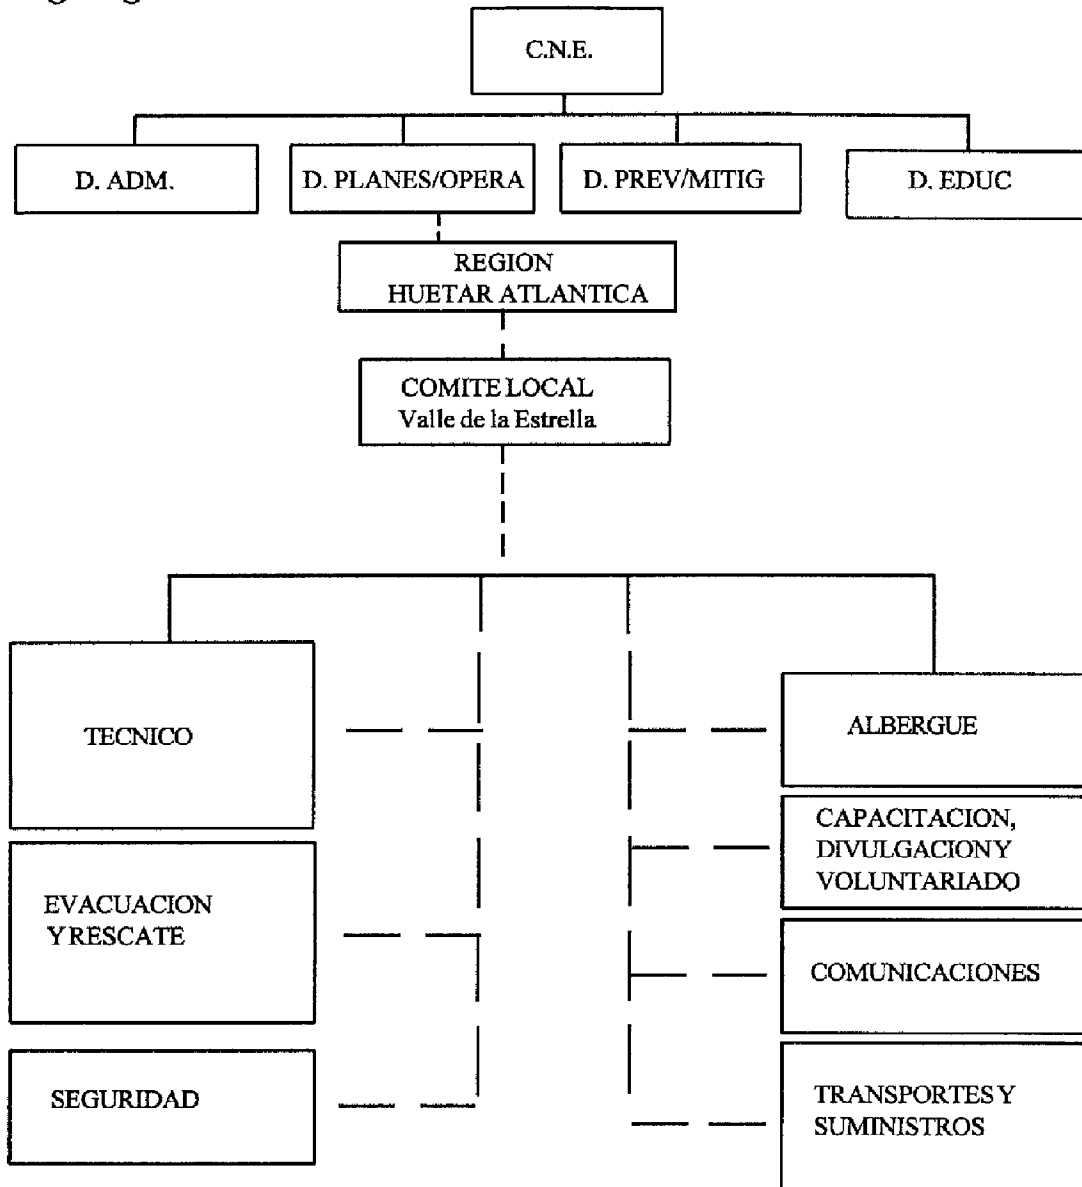 C.N.E.
D. ADM.
D. PLANES/OPERA
D. PREV/MITIG
D. EDUC
REGION
HUETAR ATLANTICA
COMITE LOCAL
Valle de la Estrella
TECNICO
EVACUACION
Y RESCATE
SEGURIDAD
ALBERGUE
CAPACITACION,
DIVULGACION Y
VOLUNTARIADO
COMUNICACIONES
TRANSPORTES Y
SUMINISTROS